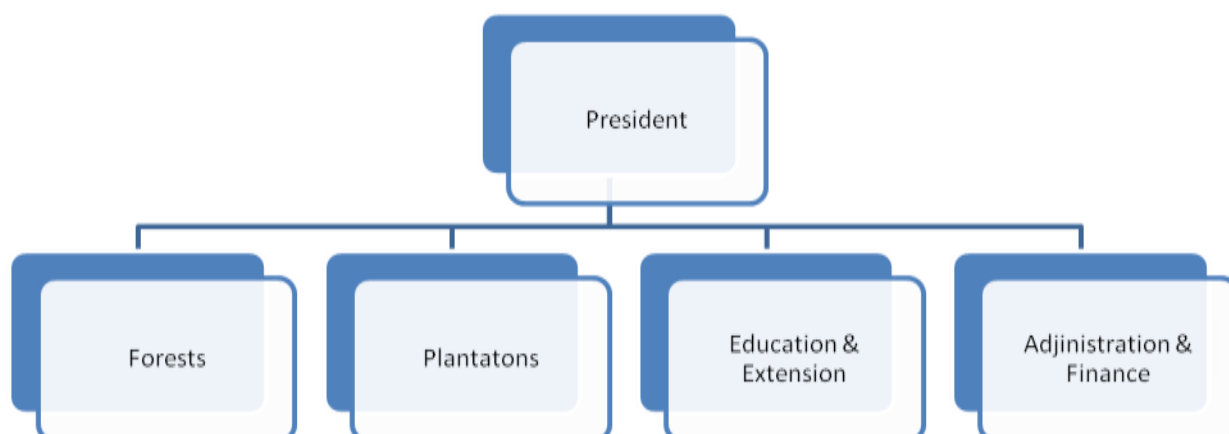 President
Forests
Plantatons
Education &
Extension
Adjinistration &
Finance